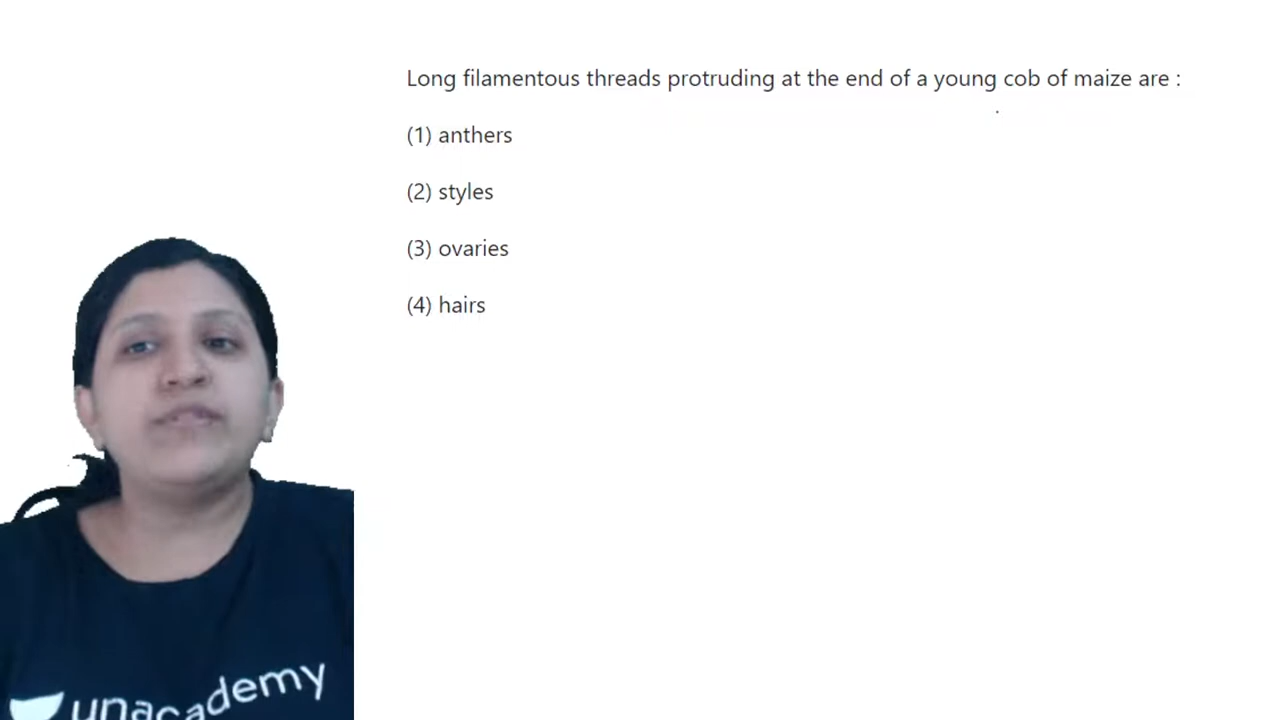 Long filamentous threads protruding at the end of a young cob of maize are :
(1) anthers
(2) styles
(3) ovaries
(4) hairs
unacademy